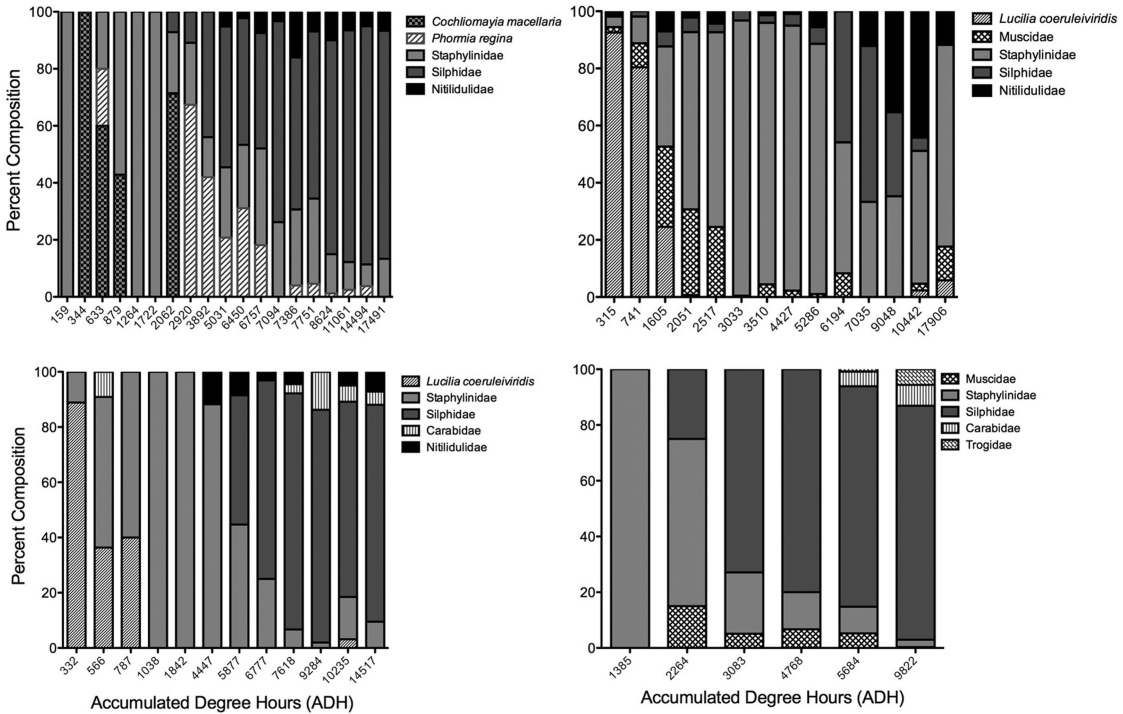 Percent Composition
100
80
60
40
20
0
159 344 633 879 1264 1722 2062 2920 3892 5031 6450 6757 7094 7386 7751 8624 11061 14494 17491
Cochliomayia macellaria
Phormia regina
Staphylinidae
Silphidae
Nitilidulidae
100
80
60
40
20
0
315 741 1605 2051 2517 3033 3510 4427 5286 6194 7035 9048 10442 17906
Lucilia coeruleiviridis
Muscidae
Staphylinidae
Silphidae
Nitilidulidae
Percent Composition
100
80
60
40
20
0
332 566 787 1038 1842 4447 5877 6777 7618 9284 10235 14517
Accumulated Degree Hours (ADH)
Lucilia coeruleiviridis
Staphylinidae
Silphidae
Carabidae
Nitilidulidae
100
80
60
40
20
0
1385 2264 3083 4768 5684 9822
Accumulated Degree Hours (ADH)
Muscidae
Staphylinidae
Silphidae
Carabidae
Trogidae